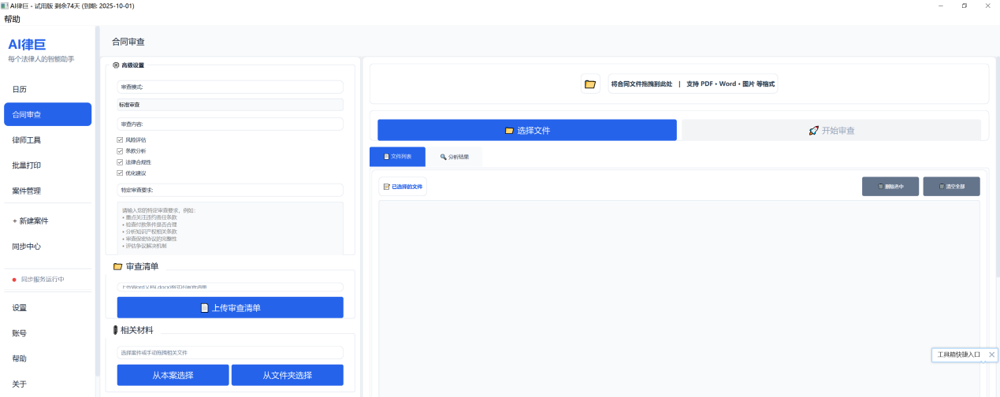 AI律巨 - 试用版 剩余74天 (到期: 2025-10-01)
帮助
AI律巨
每个法律人的智能助手
日历
合同审查
律师工具
批量打印
案件管理
+ 新建案件
同步中心
同步服务运行中
设置
账号
帮助
关于
合同审查
高级设置
审查模式:
标准审查
审查内容:
风险评估
条款分析
法律合规性
优化建议
特定审查要求:
请输入您的特定审查要求，例如:
• 重点关注违约责任条款
• 检查付款条件是否合理
• 分析知识产权相关条款
• 审查保密协议的完整性
• 评估争议解决机制
审查清单
上传Word文档(.docx)格式的审查清单
上传审查清单
相关材料
选择案件或手动拖拽相关文件
从本案选择
从文件夹选择
将合同文件拖拽到此处 | 支持 PDF • Word • 图片 等格式
选择文件
开始审查
文件列表
分析结果
已选择的文件
删除选中
清空全部
工具箱快捷入口